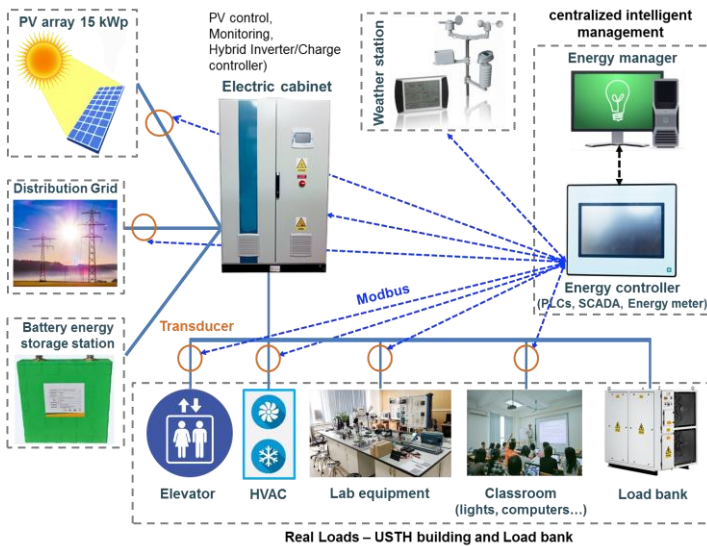 PV array 15 kWp
PV control,
Monitoring,
Hybrid Inverter/Charge
controller)
Electric cabinet
Weather station
centralized intelligent
management
Energy manager
Distribution Grid
Energy controller
(PLCs, SCADA, Energy meter)
Modbus
Battery energy
storage station
Transducer
Elevator
HVAC
Lab equipment
Classroom
(lights, computers…)
Load bank
Real Loads – USTH building and Load bank